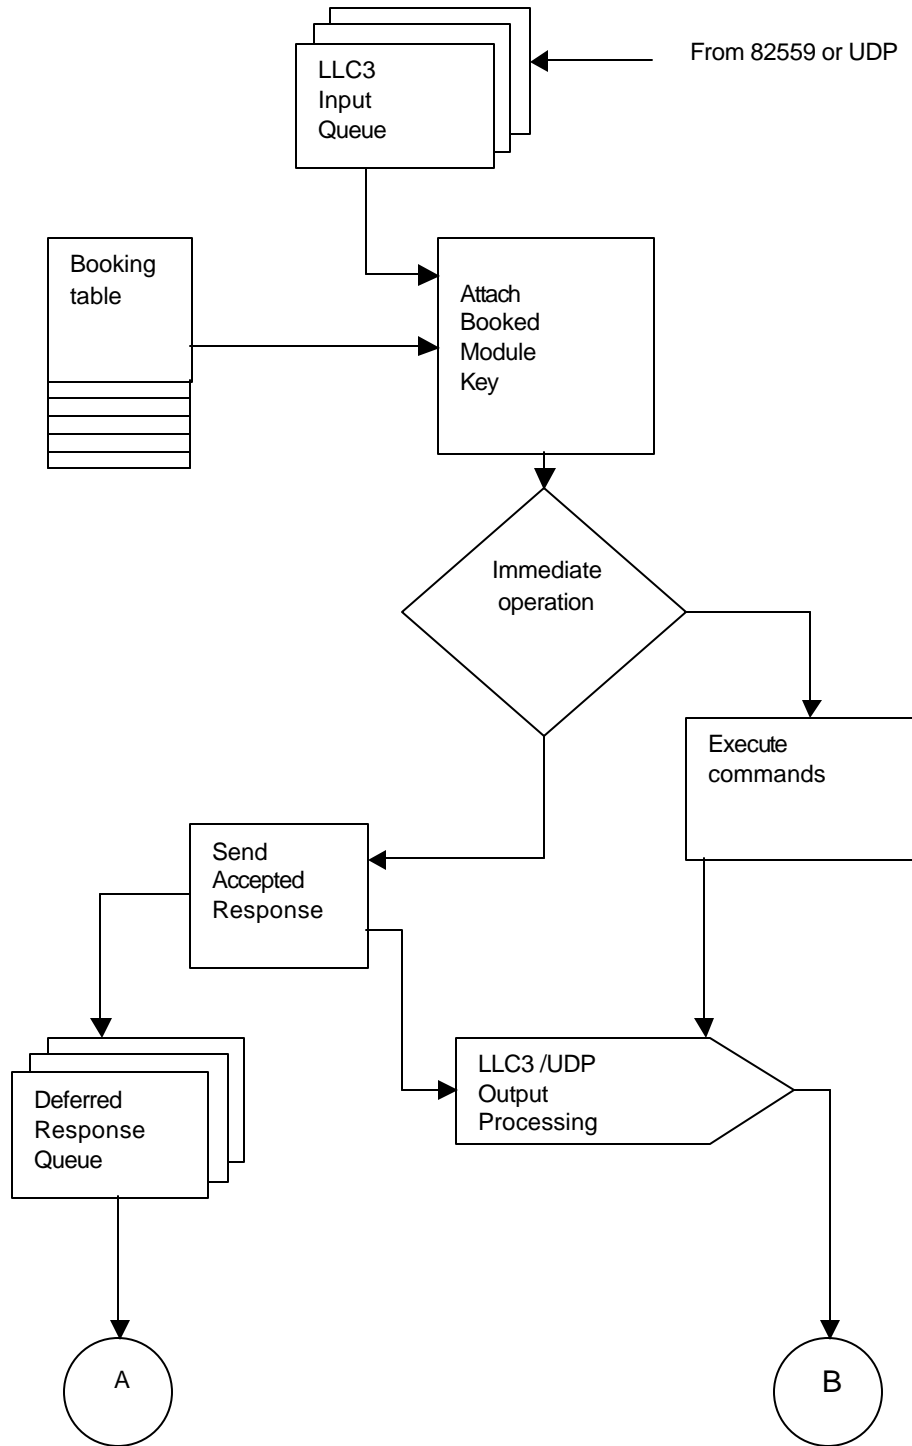 LLC3
Input
Queue
From 82559 or UDP
Booking
table
Attach
Booked
Module
Key
Immediate
operation
Execute
commands
Send
Accepted
Response
LLC3 /UDP
Output
Processing
Deferred
Response
Queue
A
B